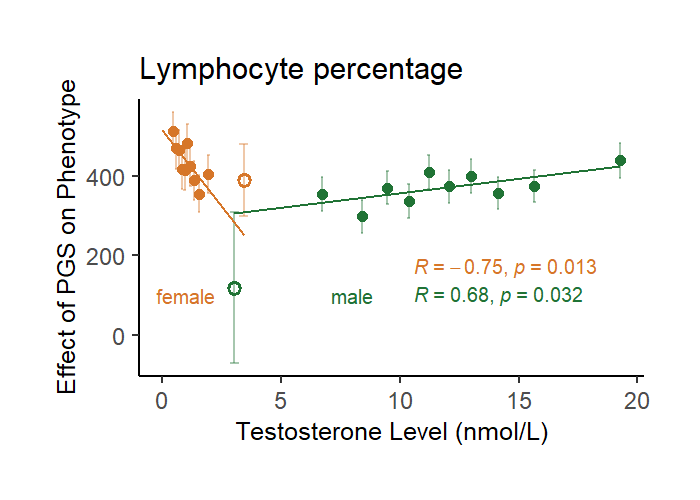 Lymphocyte percentage
Effect of PGS on Phenotype
400
200
0
R = −0.75, p = 0.013
R = 0.68, p = 0.032
female
male
0
5
10
15
20
Testosterone Level (nmol/L)